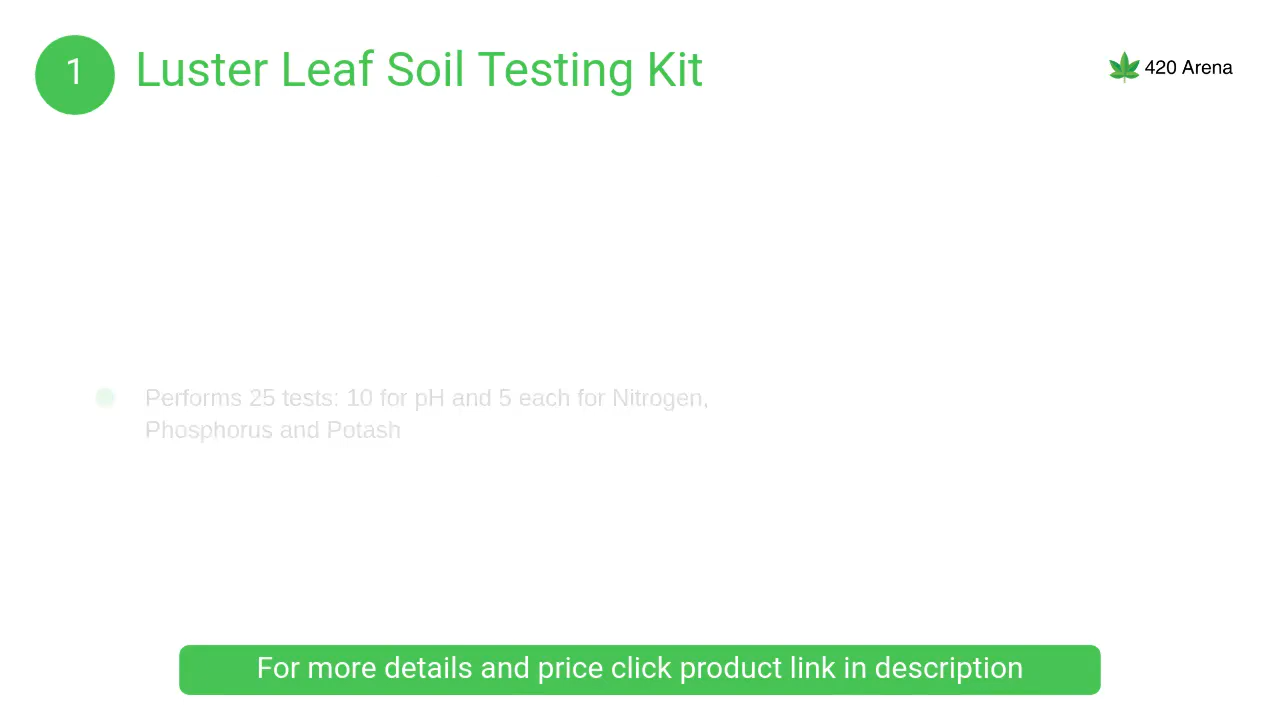 1
Luster Leaf Soil Testing Kit
420 Arena
Performs 25 tests: 10 for pH and 5 each for Nitrogen,
Phosphorus and Potash
For more details and price click product link in description